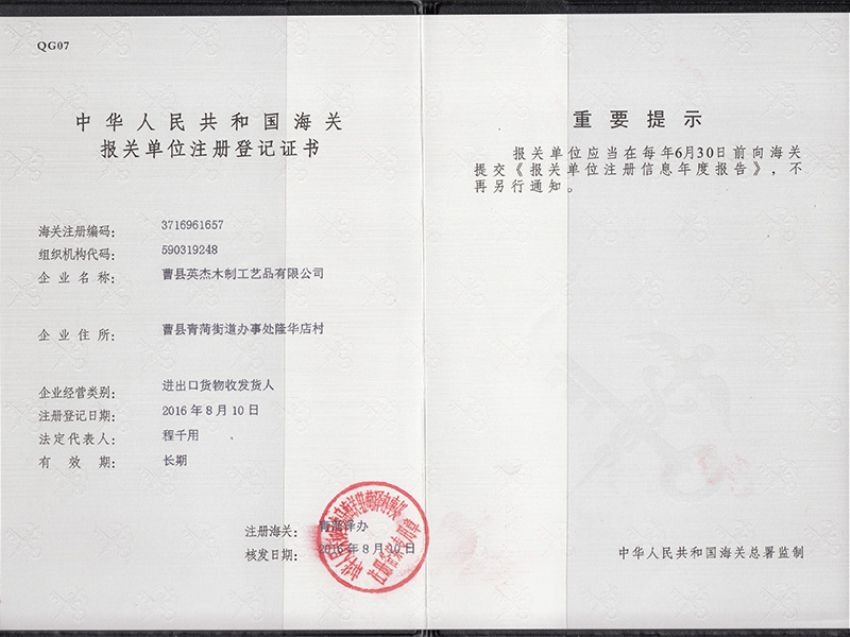 QG07
中华人民共和国海关
报关单位注册登记证书
海关注册编码： 3716961657
组织机构代码： 590319248
企业名称： 曹县英杰木制工艺品有限公司
企业住所： 曹县青菏街道办事处隆华店村
企业经营类别： 进出口货物收发货人
注册登记日期： 2016年8月10日
法定代表人： 程千用
有效期： 长期
注册海关：
核发日期： 2016年8月10日
重要提示
报关单位应当在每年6月30日前向海关
提交《报关单位注册信息年度报告》，不
再另行通知。
中华人民共和国海关总署监制